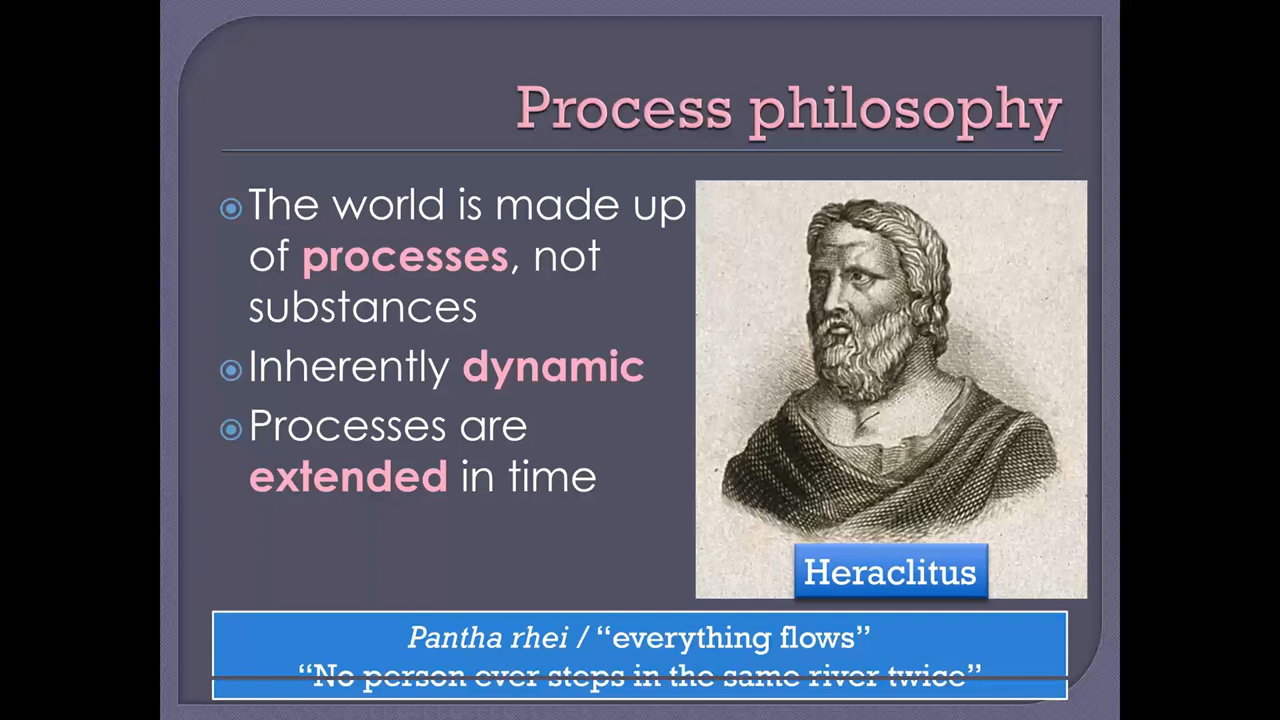 Process philosophy
The world is made up
of processes, not
substances
Inherently dynamic
Processes are
extended in time
Heraclitus
Pantha rhei / “everything flows”
“No person ever steps in the same river twice”